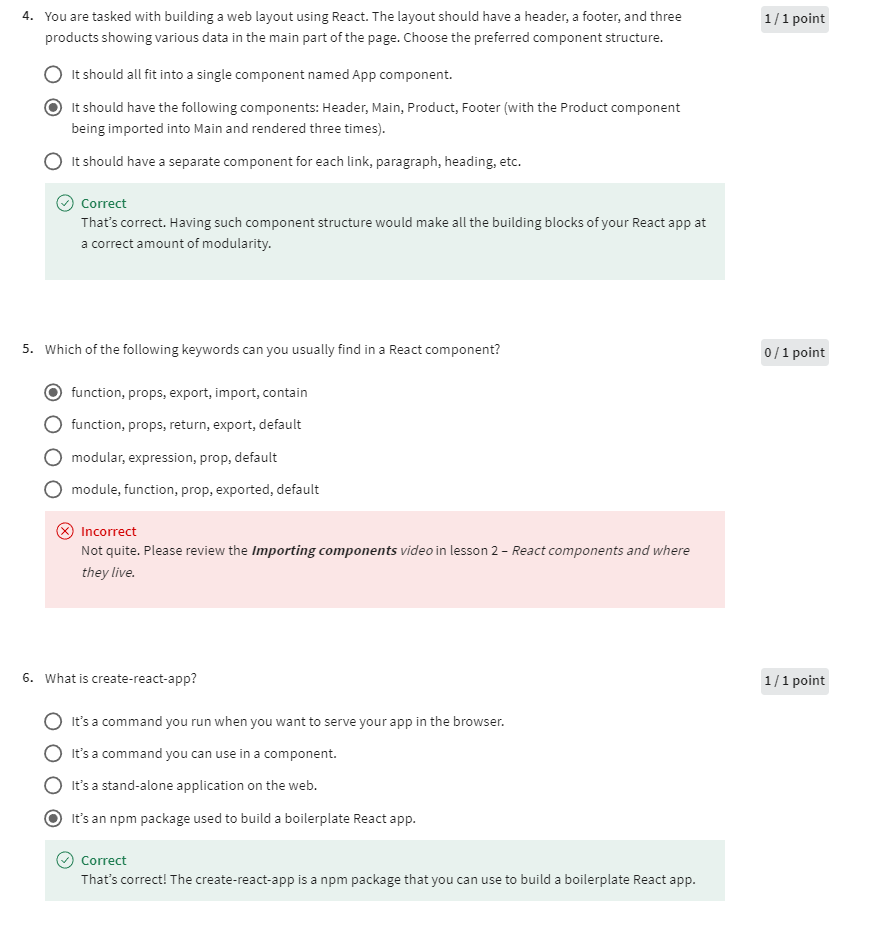 4. You are tasked with building a web layout using React. The layout should have a header, a footer, and three
1 / 1 point
products showing various data in the main part of the page. Choose the preferred component structure.
It should all fit into a single component named App component.
It should have the following components: Header, Main, Product, Footer (with the Product component
being imported into Main and rendered three times).
It should have a separate component for each link, paragraph, heading, etc.
Correct
That's correct. Having such component structure would make all the building blocks of your React app at
a correct amount of modularity.
5. Which of the following keywords can you usually find in a React component?
0 / 1 point
function, props, export, import, contain
function, props, return, export, default
modular, expression, prop, default
module, function, prop, exported, default
Incorrect
Not quite. Please review the Importing components video in lesson 2 – React components and where
they live.
6. What is create-react-app?
1 / 1 point
It's a command you run when you want to serve your app in the browser.
It's a command you can use in a component.
It's a stand-alone application on the web.
It's an npm package used to build a boilerplate React app.
Correct
That's correct! The create-react-app is a npm package that you can use to build a boilerplate React app.